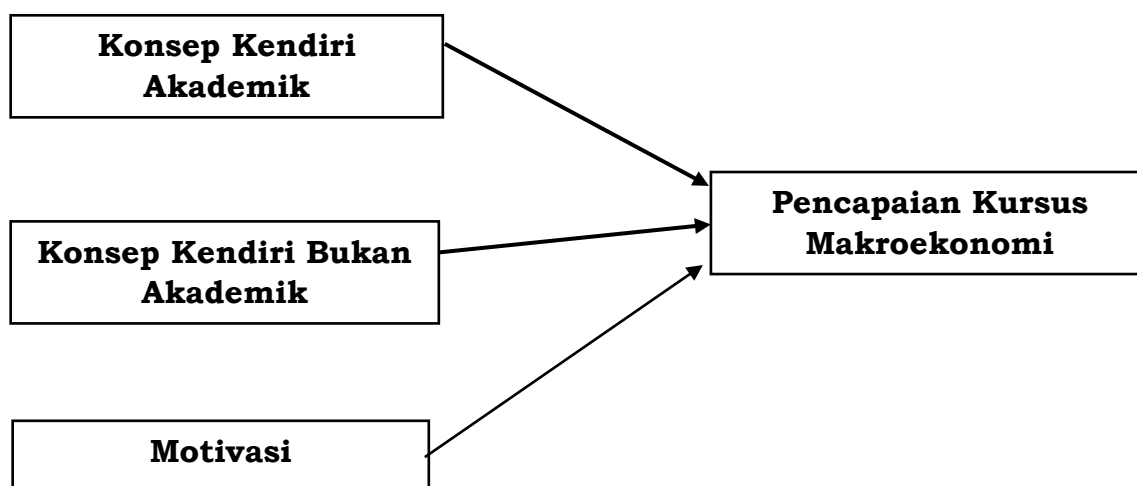 Konsep Kendiri
Akademik
Konsep Kendiri Bukan
Akademik
Motivasi
Pencapaian Kursus
Makroekonomi